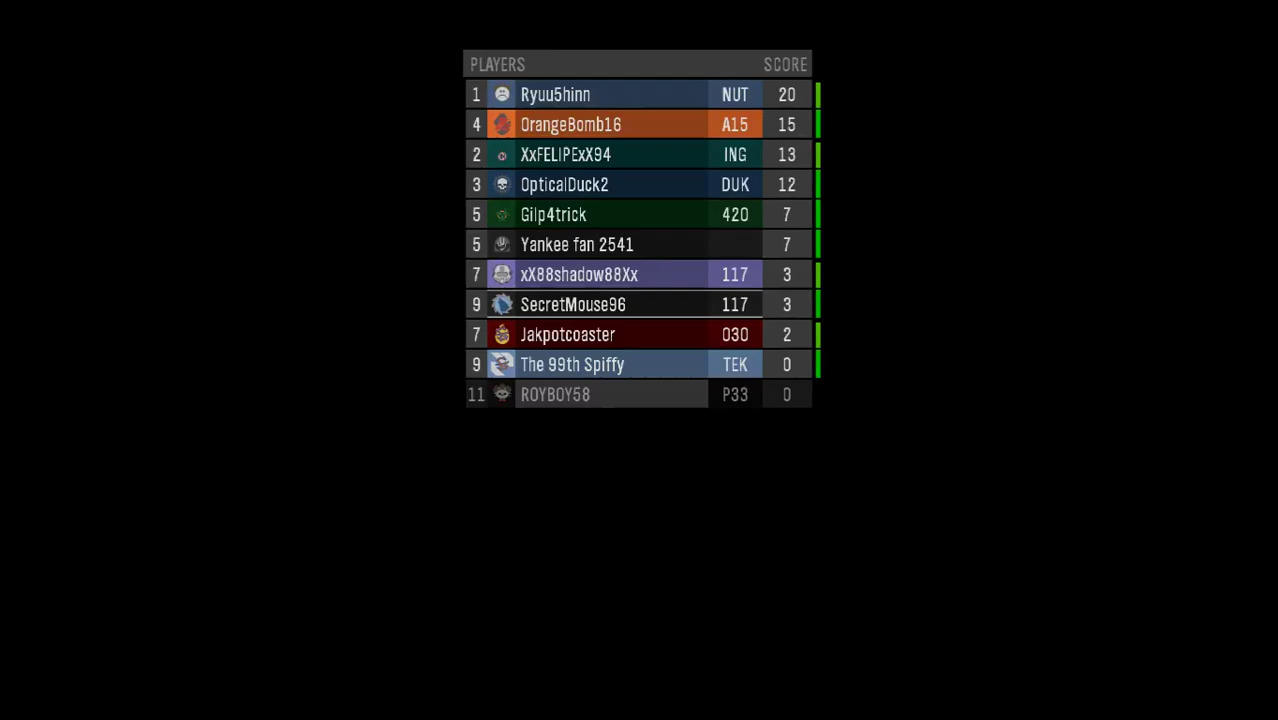 PLAYERS SCORE
1 Ryuu5hinn NUT 20
4 OrangeBomb16 A15 15
2 XxFELIPExX94 ING 13
3 OpticalDuck2 DUK 12
5 Gilp4trick 420 7
5 Yankee fan 2541 7
7 xX88shadow88Xx 117 3
9 SecretMouse96 117 3
7 Jakpotcoaster 030 2
9 The 99th Spiffy TEK 0
11 ROYBOY58 P33 0